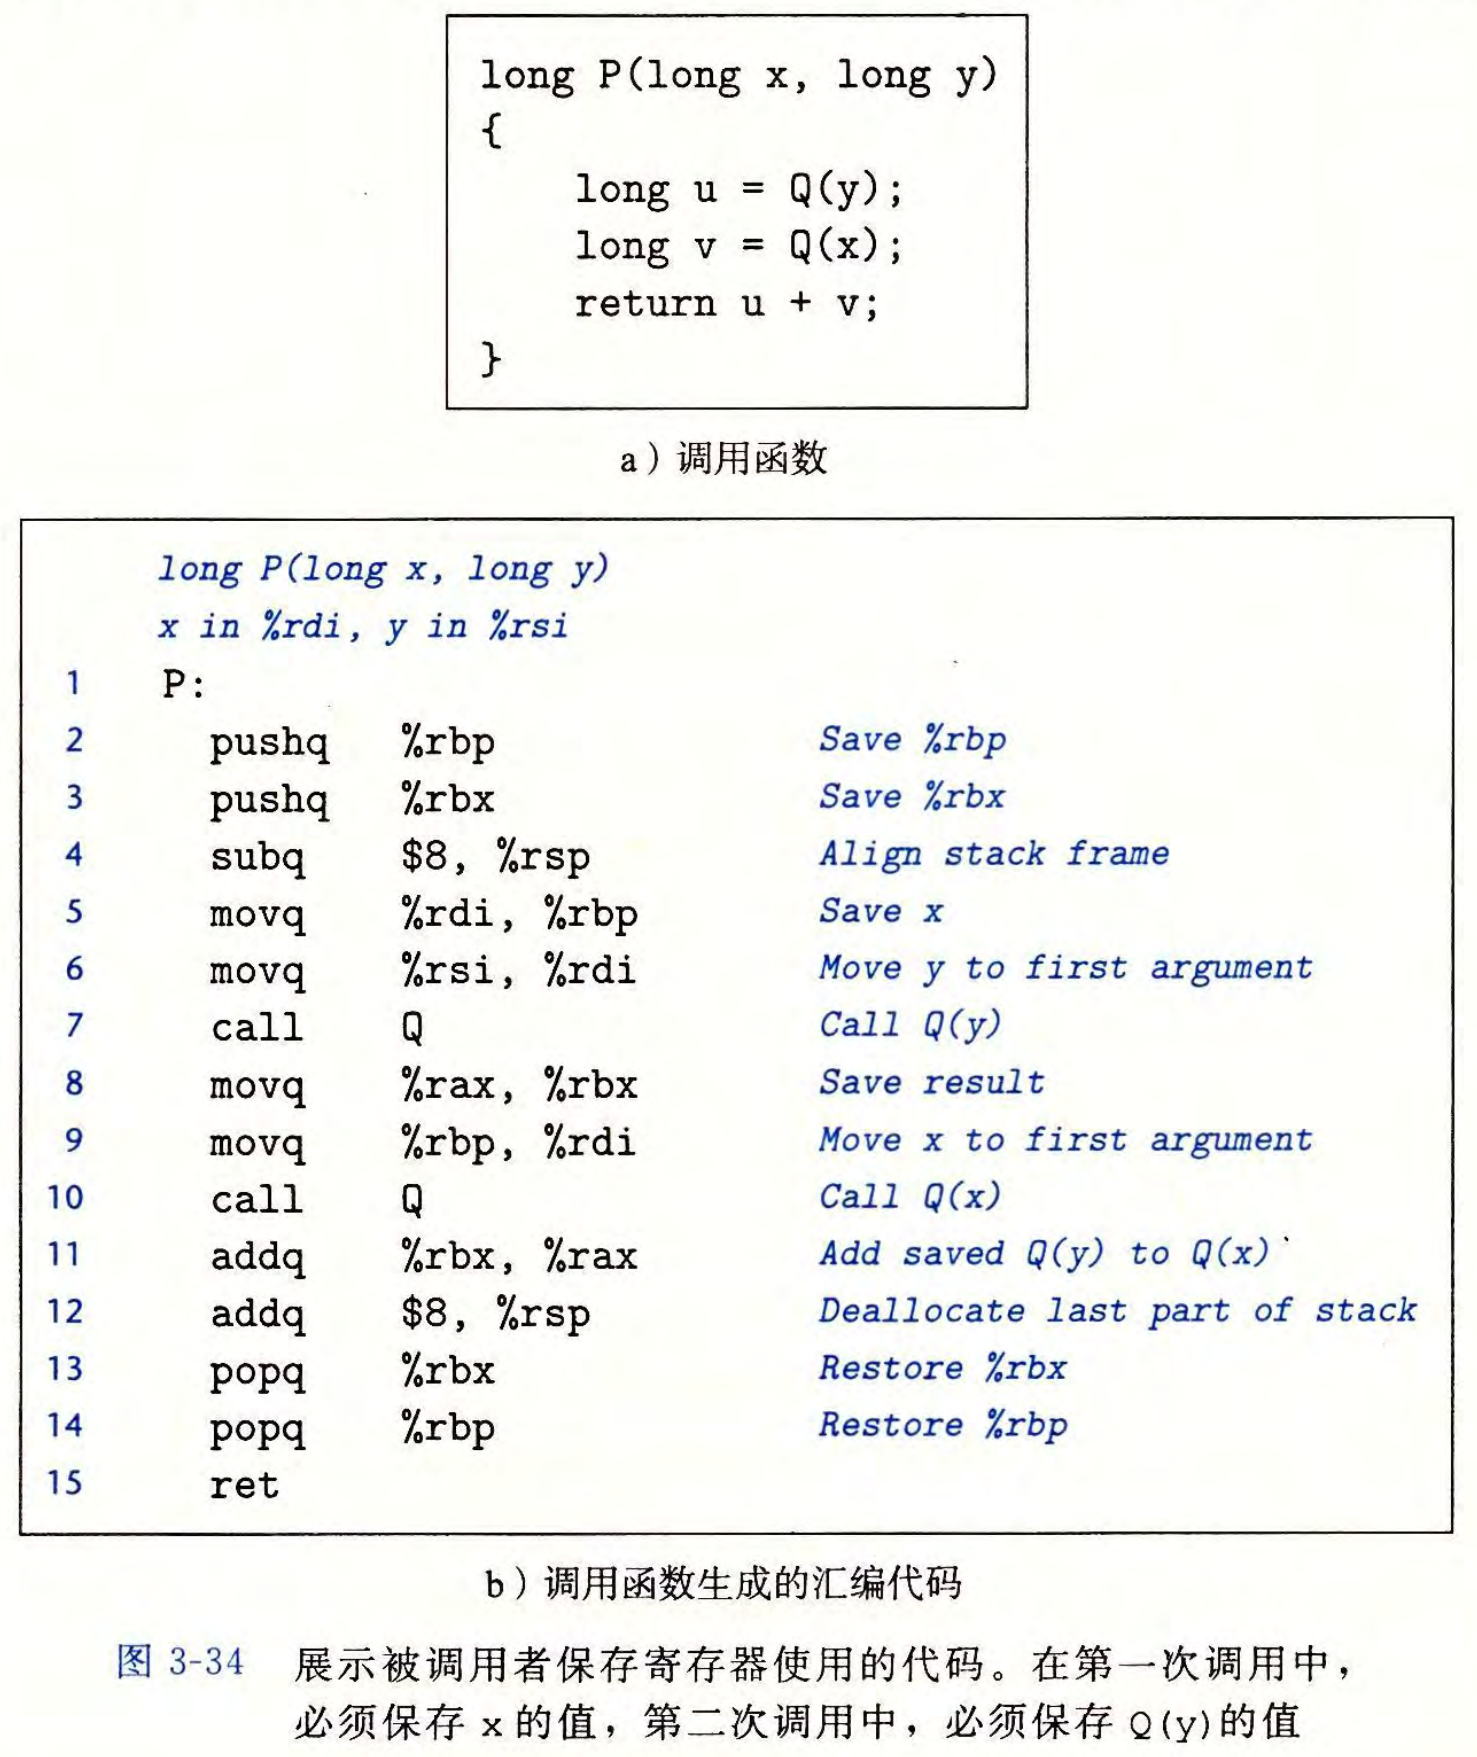 long P(long x, long y)
{
    long u = Q(y);
    long v = Q(x);
    return u + v;
}
a）调用函数
long P(long x, long y)
x in %rdi, y in %rsi
1 P:
2 pushq %rbp Save %rbp
3 pushq %rbx Save %rbx
4 subq $8, %rsp Align stack frame
5 movq %rdi, %rbp Save x
6 movq %rsi, %rdi Move y to first argument
7 call Q Call Q(y)
8 movq %rax, %rbx Save result
9 movq %rbp, %rdi Move x to first argument
10 call Q Call Q(x)
11 addq %rbx, %rax Add saved Q(y) to Q(x)
12 addq $8, %rsp Deallocate last part of stack
13 popq %rbx Restore %rbx
14 popq %rbp Restore %rbp
15 ret
b）调用函数生成的汇编代码
图 3-34 展示被调用者保存寄存器使用的代码。在第一次调用中，
必须保存 x 的值，第二次调用中，必须保存 Q(y)的值